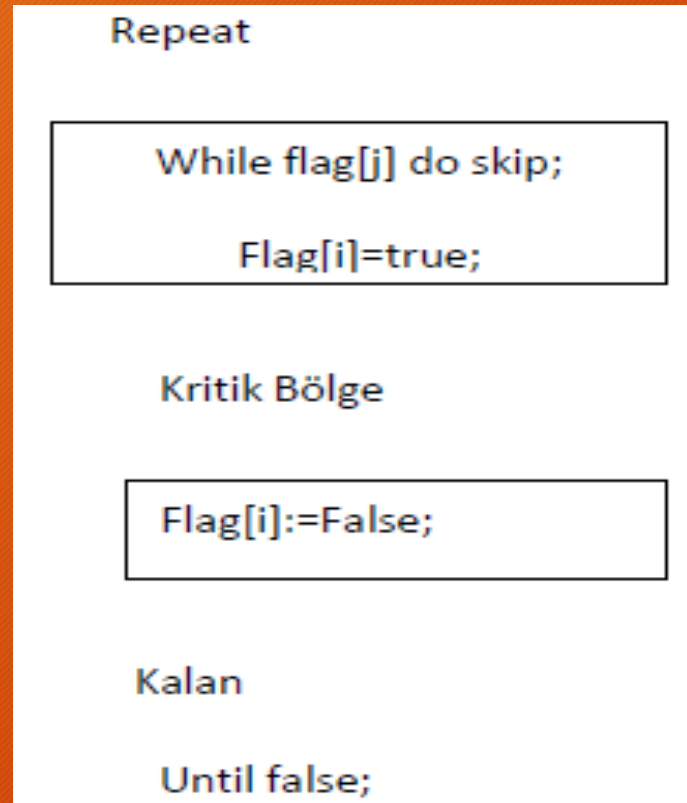 Repeat
While flag[j] do skip;
Flag[i]=true;
Kritik Bölge
Flag[i]:=False;
Kalan
Until false;